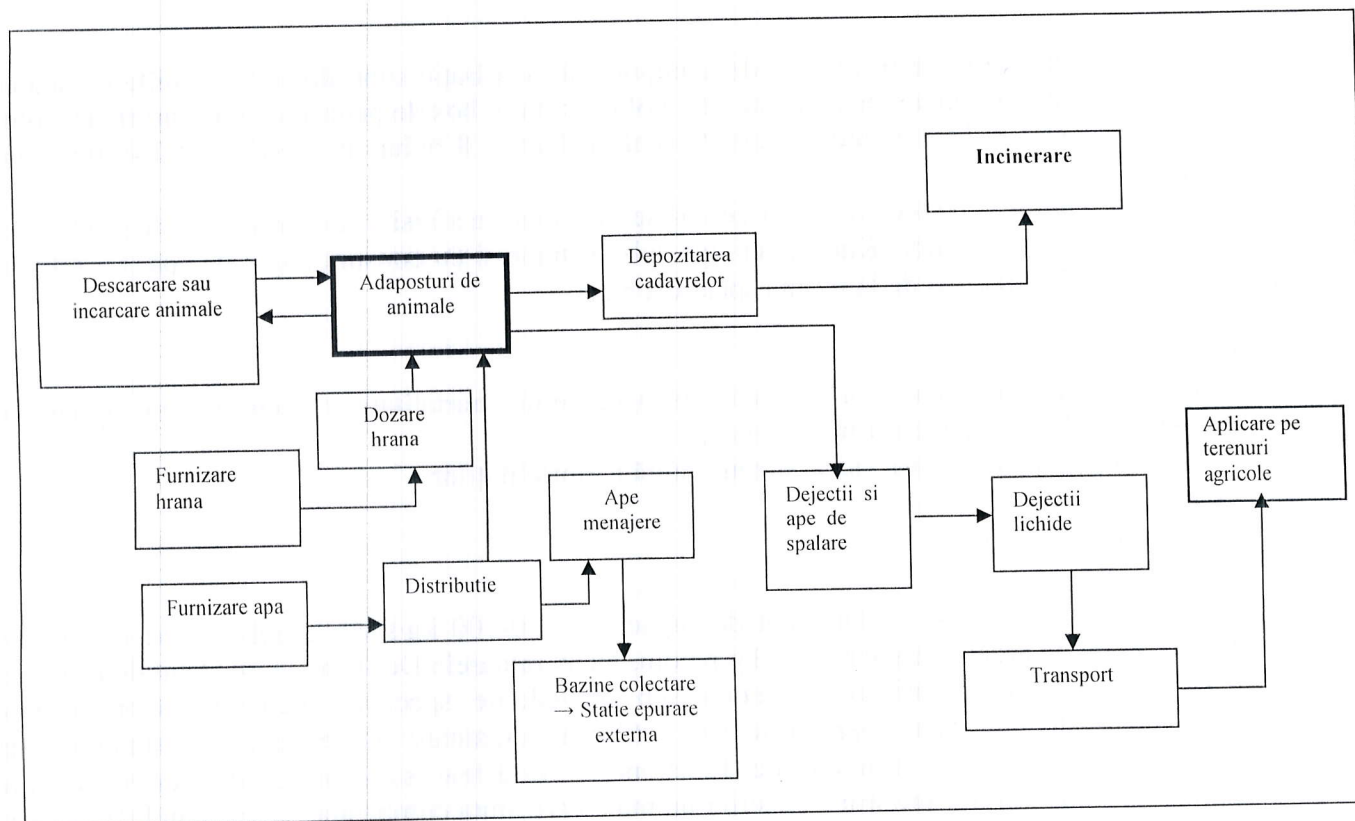 Incinerare
Descarcare sau
incarcare animale
Adaposturi de
animale
Depozitarea
cadavrelor
Dozare
hrana
Aplicare pe
terenuri
agricole
Furnizare
hrana
Ape
menajere
Dejectii si
ape de
spalare
Dejectii
lichide
Furnizare apa
Distributie
Bazine colectare
→ Statie epurare
externa
Transport